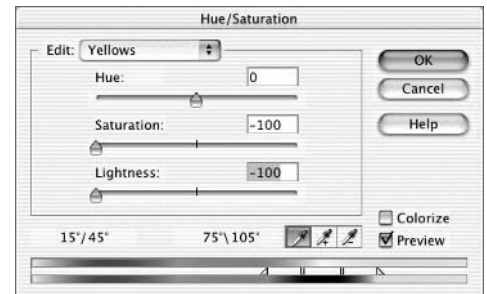 Hue/Saturation
Edit: Yellows
OK
Hue: 0
Cancel
Saturation: -100
Help
Lightness: -100
Colorize
15°/45° 75°\105°
Preview